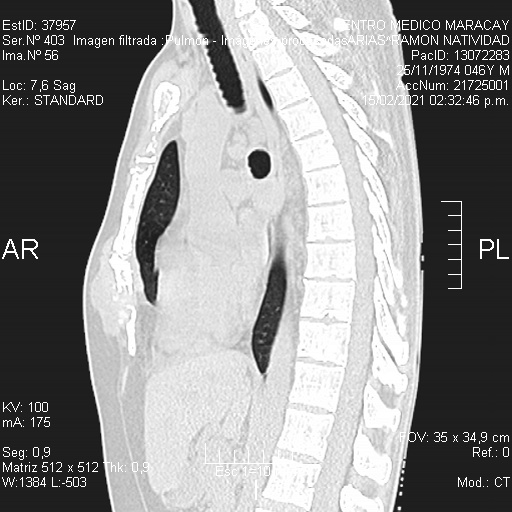 EstID: 37957
Ser.Nº 403 Imagen filtrada :Pulmón - Imágenes procesadas
Ima.Nº 56
CENTRO MEDICO MARACAY
ARIAS^RAMON NATIVIDAD
PacID: 13072283
25/11/1974 046Y M
AccNum: 21725001
15/02/2021 02:32:46 p.m.
Loc: 7,6 Sag
Ker.: STANDARD
AR
PL
KV: 100
mA: 175
Seg: 0,9
Matriz 512 x 512 Thk: 0,9
W:1384 L:-503
FOV: 35 x 34,9 cm
Ref.: 0
Mod.: CT